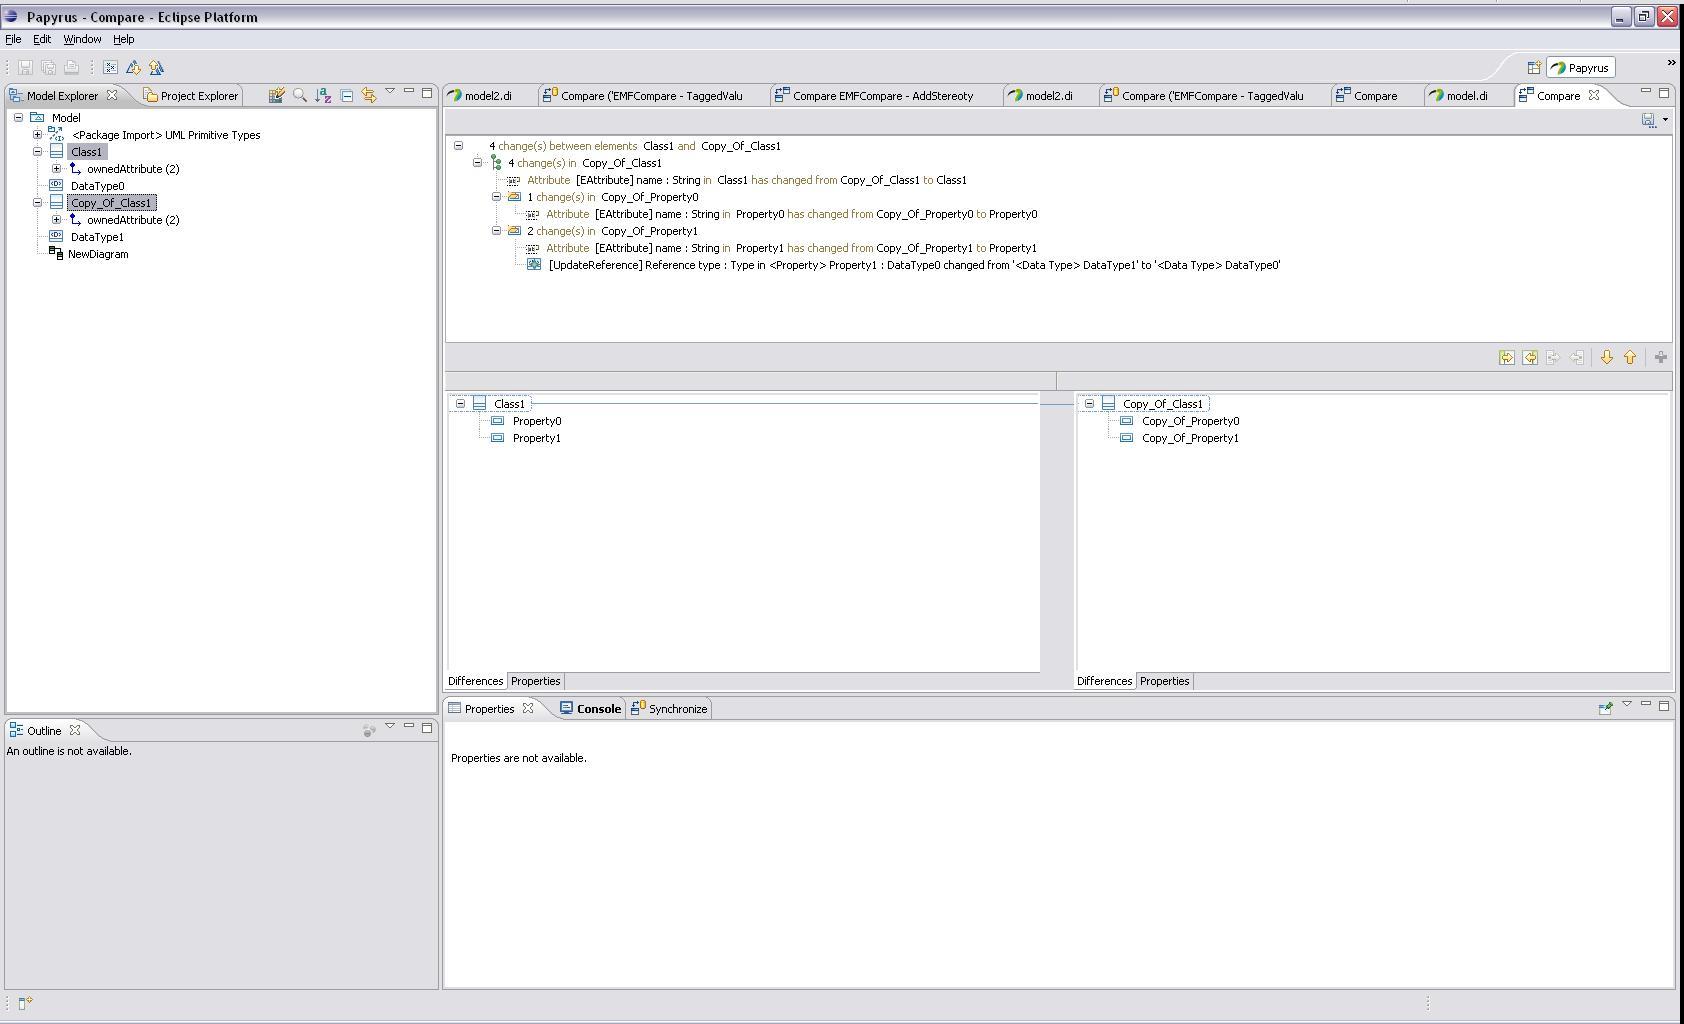 Papyrus - Compare - Eclipse Platform
File Edit Window Help
Papyrus
»
Model Explorer
Project Explorer
Model
<Package Import> UML Primitive Types
Class1
ownedAttribute (2)
DataType0
Copy_Of_Class1
ownedAttribute (2)
DataType1
NewDiagram
Outline
An outline is not available.
model2.di
Compare ('EMFCompare - TaggedValu
Compare EMFCompare - AddStereoty
model2.di
Compare ('EMFCompare - TaggedValu
Compare
model.di
Compare
4 change(s) between elements Class1 and Copy_Of_Class1
4 change(s) in Copy_Of_Class1
Attribute [EAttribute] name : String in Class1 has changed from Copy_Of_Class1 to Class1
1 change(s) in Copy_Of_Property0
Attribute [EAttribute] name : String in Property0 has changed from Copy_Of_Property0 to Property0
2 change(s) in Copy_Of_Property1
Attribute [EAttribute] name : String in Property1 has changed from Copy_Of_Property1 to Property1
[UpdateReference] Reference type : Type in <Property> Property1 : DataType0 changed from '<Data Type> DataType1' to '<Data Type> DataType0'
Class1
Property0
Property1
Differences Properties
Copy_Of_Class1
Copy_Of_Property0
Copy_Of_Property1
Differences Properties
Properties
Console
Synchronize
Properties are not available.